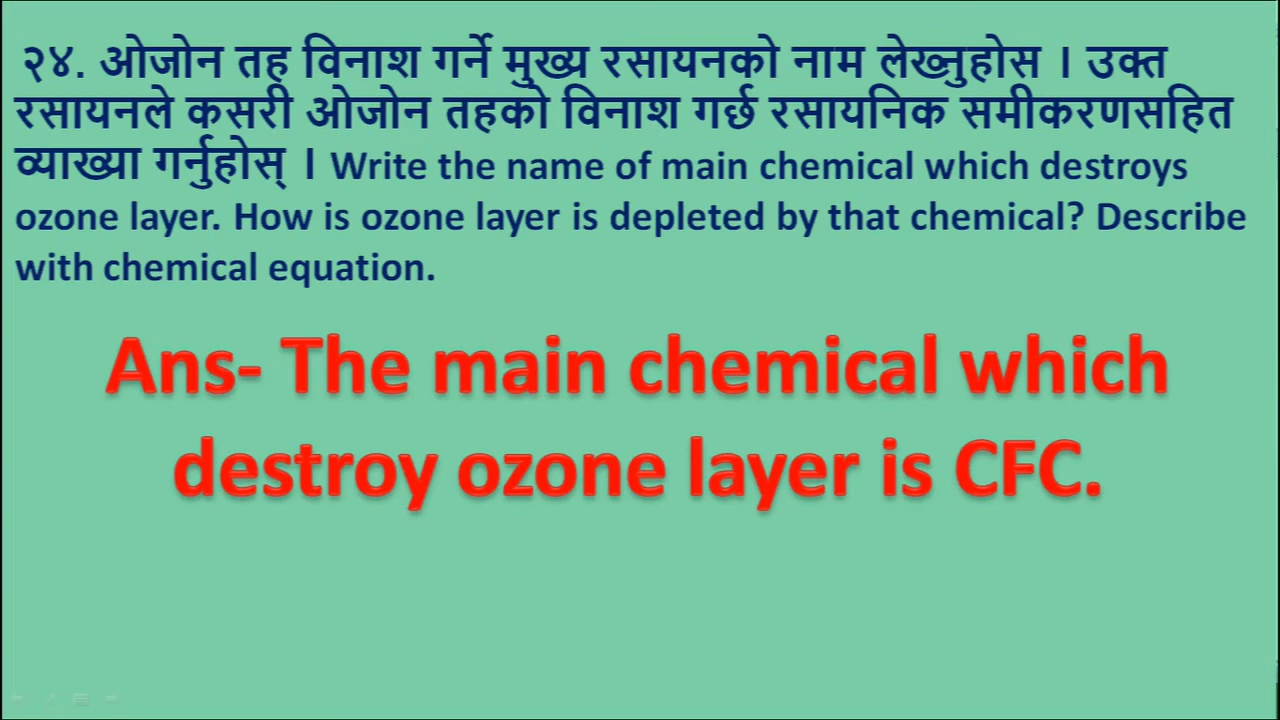 २४. ओजोन तह विनाश गर्ने मुख्य रसायनको नाम लेख्नुहोस । उक्त
रसायनले कसरी ओजोन तहको विनाश गर्छ रसायनिक समीकरणसहित
व्याख्या गर्नुहोस् । Write the name of main chemical which destroys
ozone layer. How is ozone layer is depleted by that chemical? Describe
with chemical equation.
Ans- The main chemical which
destroy ozone layer is CFC.